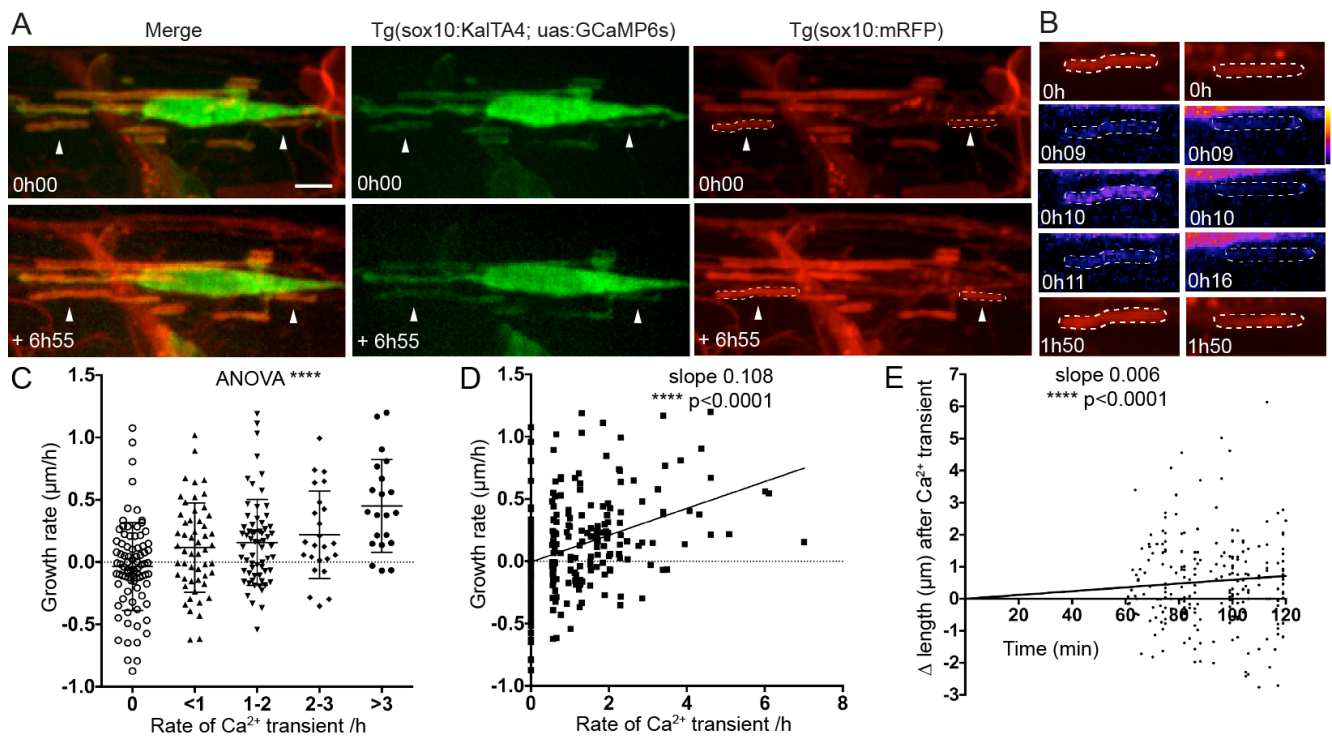 A
Merge
Tg(sox10:KalTA4; uas:GCaMP6s)
Tg(sox10:mRFP)
0h00
0h00
0h00
+ 6h55
+ 6h55
+ 6h55
B
0h
0h
0h09
0h09
0h10
0h10
0h11
0h16
1h50
1h50
C
ANOVA ****
Growth rate (μm/h)
1.5
1.0
0.5
0.0
-0.5
-1.0
0 <1 1-2 2-3 >3
Rate of Ca²⁺ transient /h
D
slope 0.108
**** p<0.0001
Growth rate (μm/h)
1.5
1.0
0.5
0.0
-0.5
-1.0
0 2 4 6 8
Rate of Ca²⁺ transient /h
E
slope 0.006
**** p<0.0001
Δ length (μm) after Ca²⁺ transient
7
6
5
4
3
2
1
0
-1
-2
-3
20 40 60 80 100 120
Time (min)